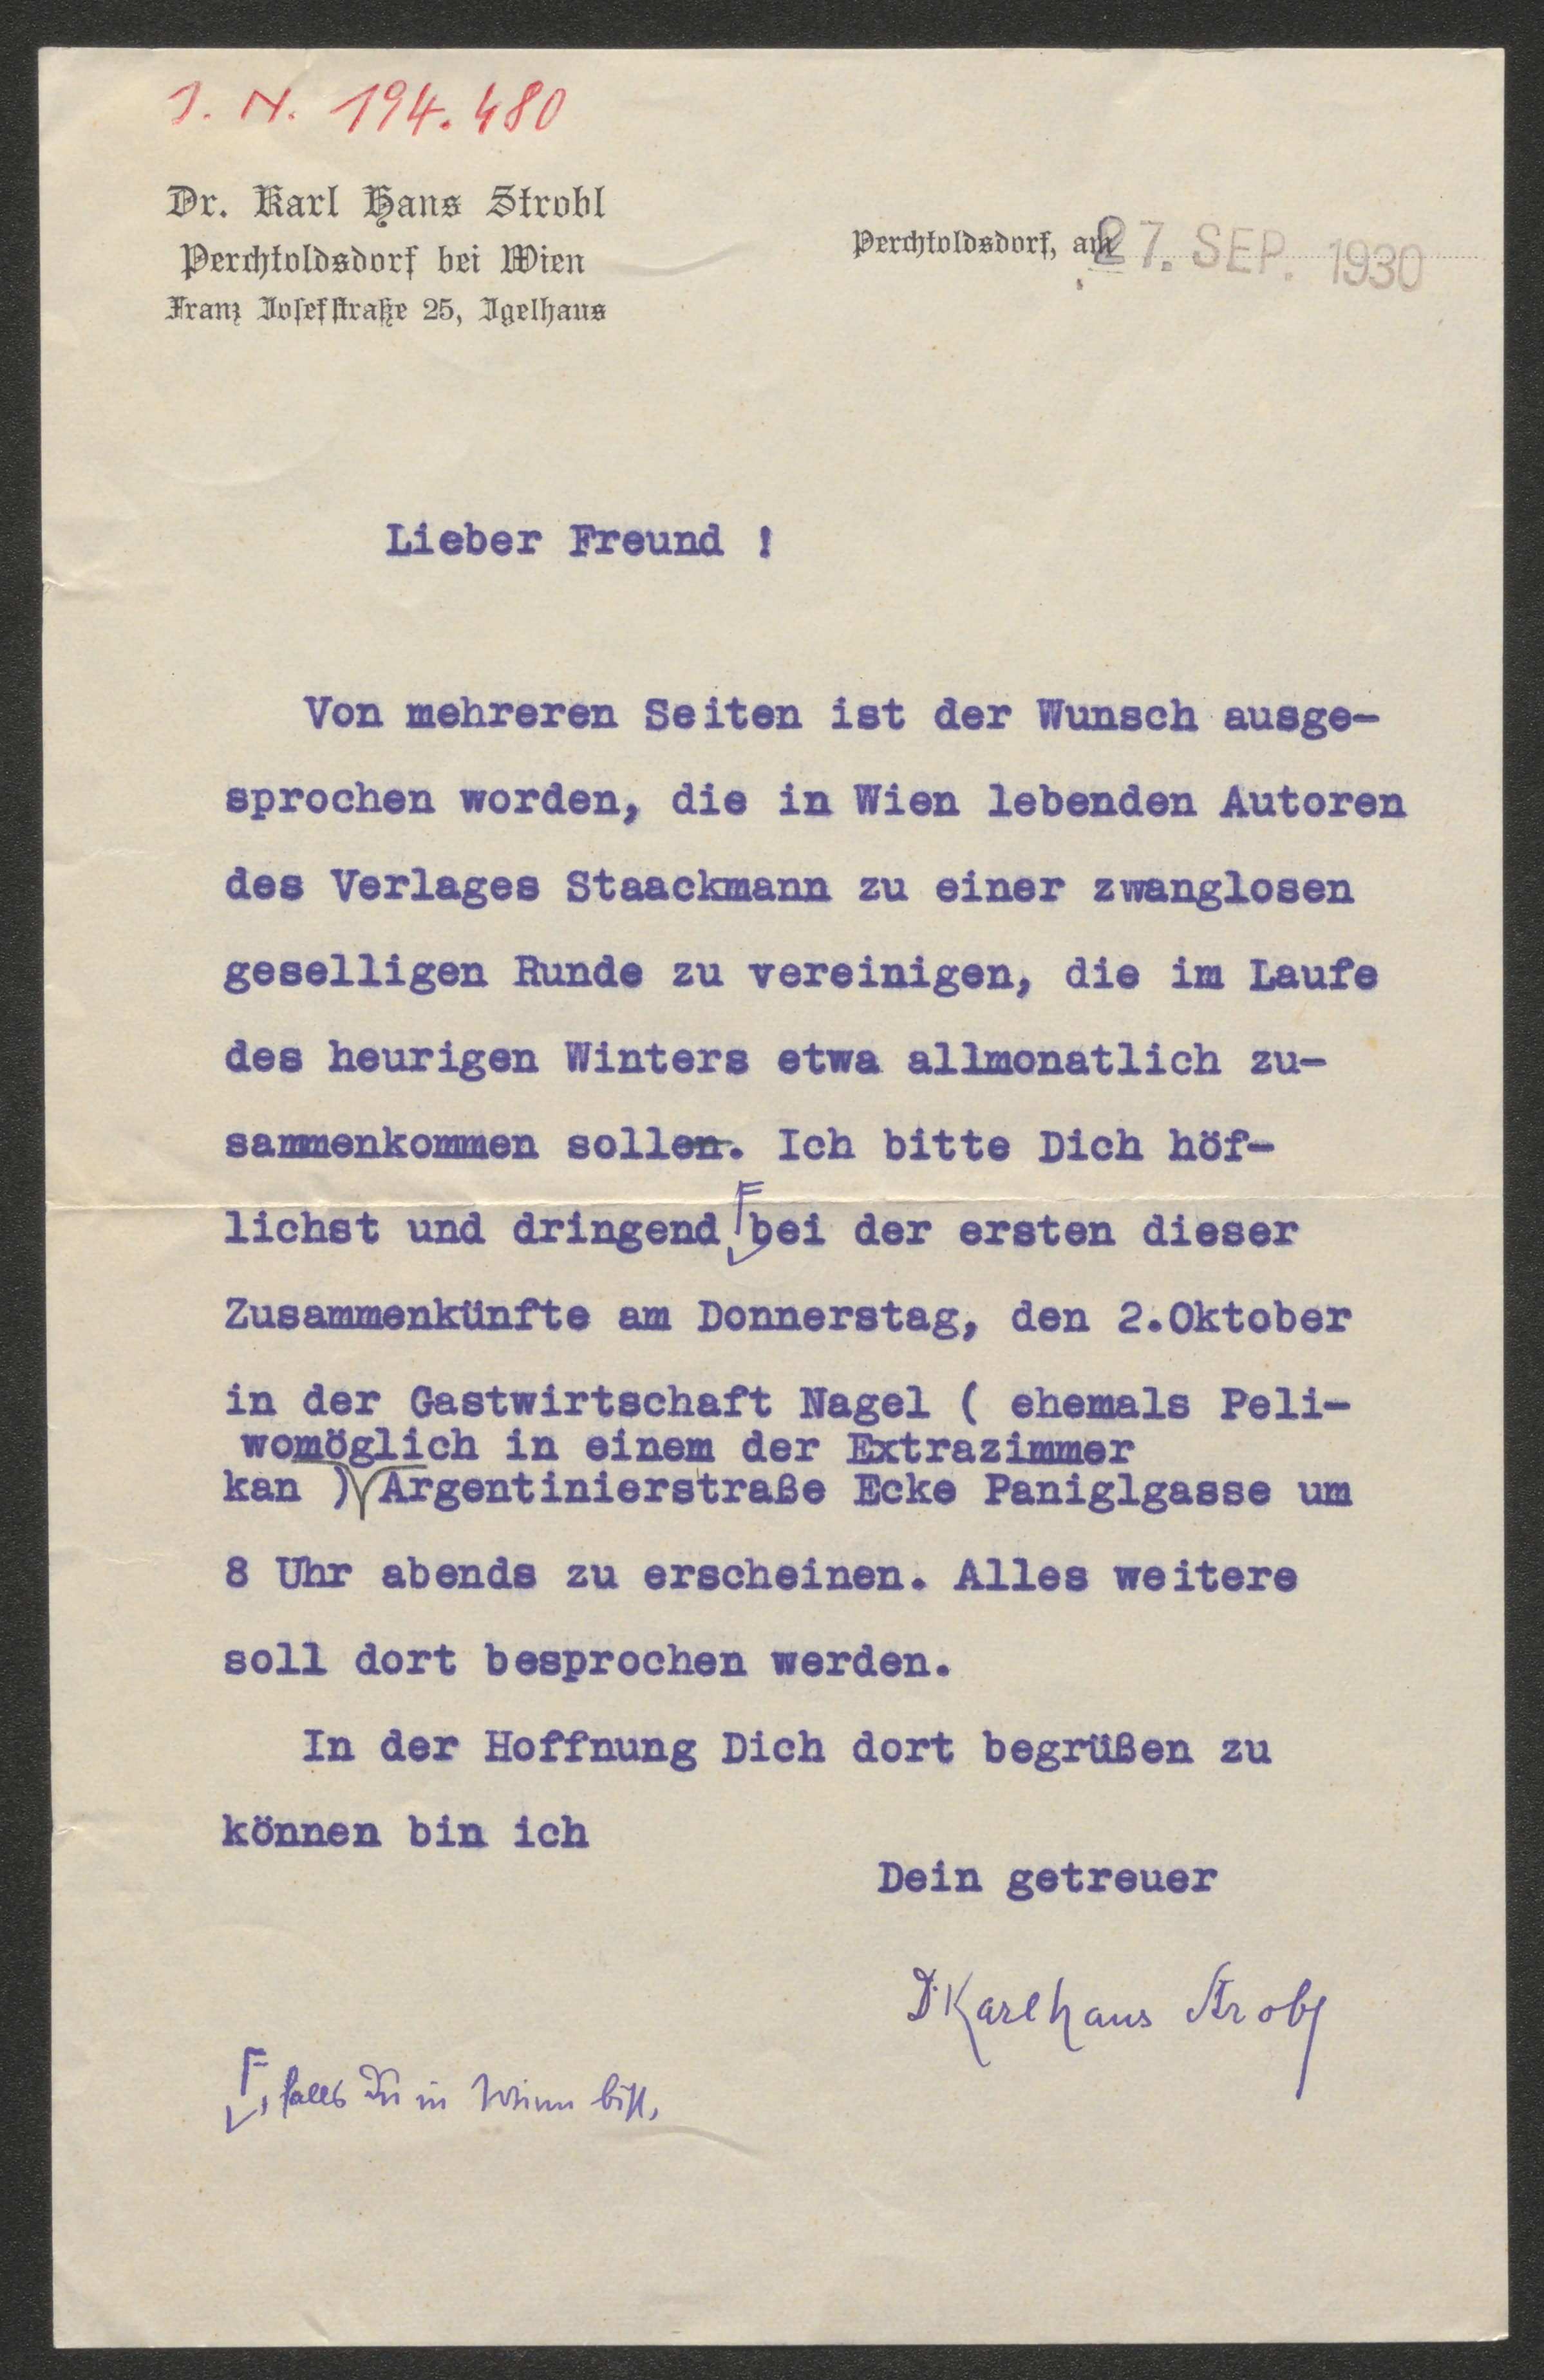 J. N. 194.480
Dr. Karl Hans Strobl
Perchtoldsdorf bei Wien
Franz Josefstraße 25, Igelhaus
Perchtoldsdorf, am 27. SEP. 1930
Lieber Freund !
Von mehreren Seiten ist der Wunsch ausge-
sprochen worden, die in Wien lebenden Autoren
des Verlages Staackmann zu einer zwanglosen
geselligen Runde zu vereinigen, die im Laufe
des heurigen Winters etwa allmonatlich zu-
sammenkommen sollen. Ich bitte Dich höf-
lichst und dringend bei der ersten dieser
Zusammenkünfte am Donnerstag, den 2.Oktober
in der Gastwirtschaft Nagel ( ehemals Peli-
womöglich in einem der Extrazimmer
kan ) Argentinierstraße Ecke Paniglgasse um
8 Uhr abends zu erscheinen. Alles weitere
soll dort besprochen werden.
In der Hoffnung Dich dort begrüßen zu
können bin ich
Dein getreuer
Dr Karl Hans Strobl
, falls Du in Wien bist,